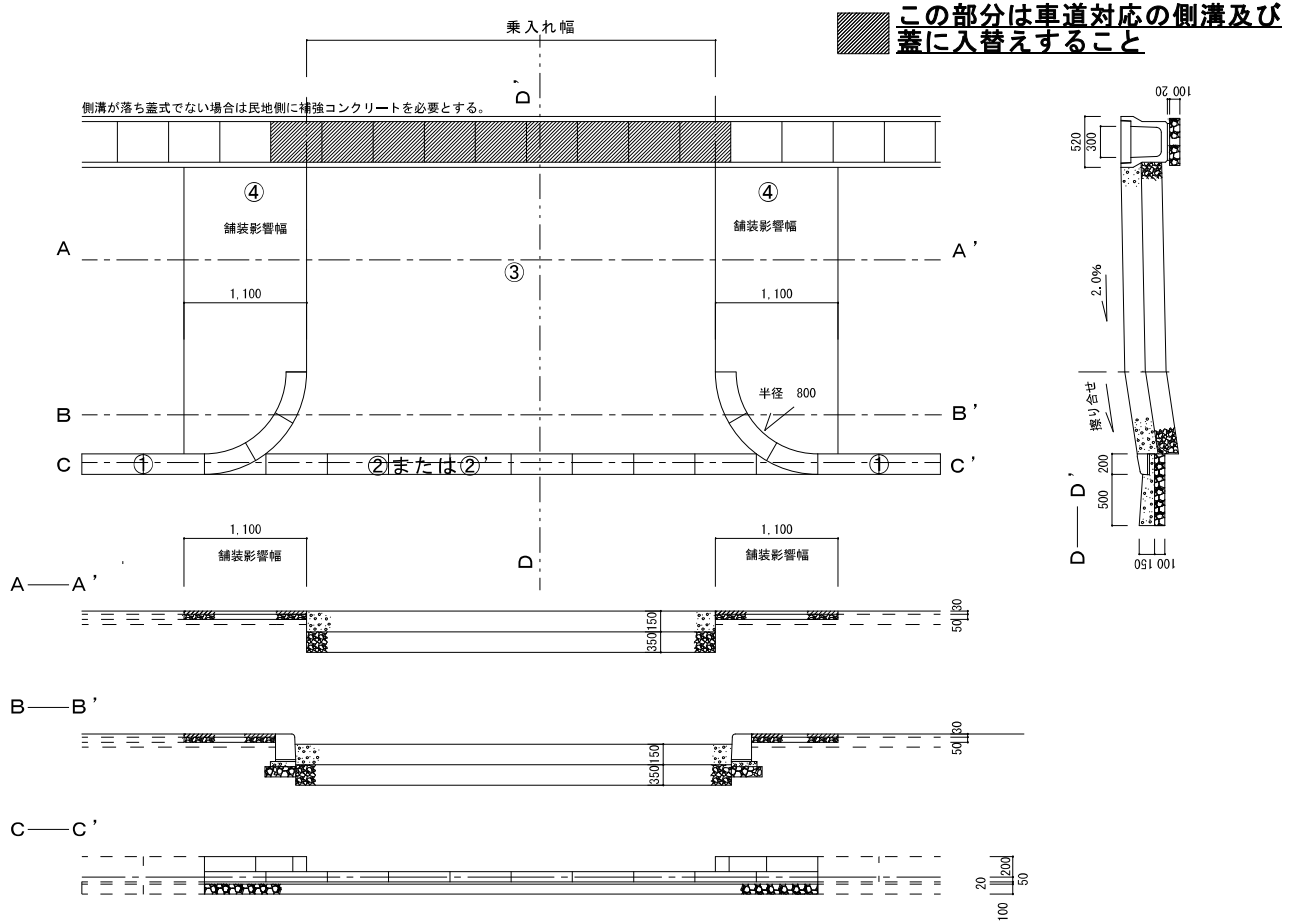 この部分は車道対応の側溝及び
蓋に入替えすること
乗入れ幅
D'
側溝が落ち蓋式でない場合は民地側に補強コンクリートを必要とする。
④
舗装影響幅
④
舗装影響幅
A
A'
③
1,100
1,100
B
B'
半径 800
C
①
②または②'
①
C'
1,100
舗装影響幅
D
1,100
舗装影響幅
520
300
20
100
2.0%
擦り合せ
200
500
150
100
D―D'
A―A'
350
150
50
30
B―B'
350
150
50
30
C―C'
200
50
20
100